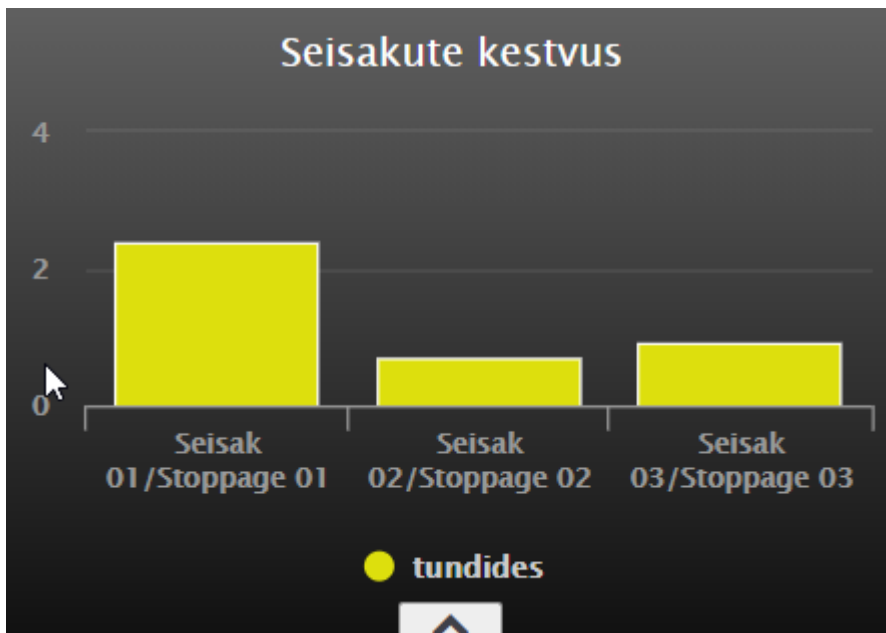 Seisakute kestvus
4
2
0
Seisak
01/Stoppage 01
Seisak
02/Stoppage 02
Seisak
03/Stoppage 03
tundides